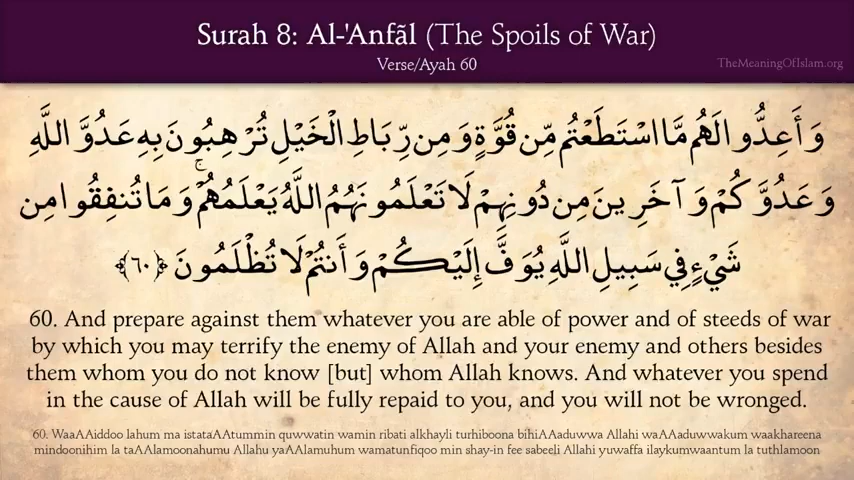 Surah 8: Al-'Anfãl (The Spoils of War)
Verse/Ayah 60
TheMeaningOfIslam.org
وَأَعِدُّوا لَهُم مَّا اسْتَطَعْتُم مِّن قُوَّةٍ وَمِن رِّبَاطِ الْخَيْلِ تُرْهِبُونَ بِهِ عَدُوَّ اللَّهِ
وَعَدُوَّكُمْ وَآخَرِينَ مِن دُونِهِمْ لَا تَعْلَمُونَهُمُ اللَّهُ يَعْلَمُهُمْ ۚ وَمَا تُنفِقُوا مِن
شَيْءٍ فِي سَبِيلِ اللَّهِ يُوَفَّ إِلَيْكُمْ وَأَنتُمْ لَا تُظْلَمُونَ ﴿٦٠﴾
60. And prepare against them whatever you are able of power and of steeds of war
by which you may terrify the enemy of Allah and your enemy and others besides
them whom you do not know [but] whom Allah knows. And whatever you spend
in the cause of Allah will be fully repaid to you, and you will not be wronged.
60. WaaAAiddoo lahum ma istataAAtummin quwwatin wamin ribati alkhayli turhiboona bihiAAaduwwa Allahi waAAaduwwakum waakhareena
mindoonihim la taAAlamoonahumu Allahu yaAAlamuhum wamatunfiqoo min shay-in fee sabeeli Allahi yuwaffa ilaykumwaantum la tuthlamoon